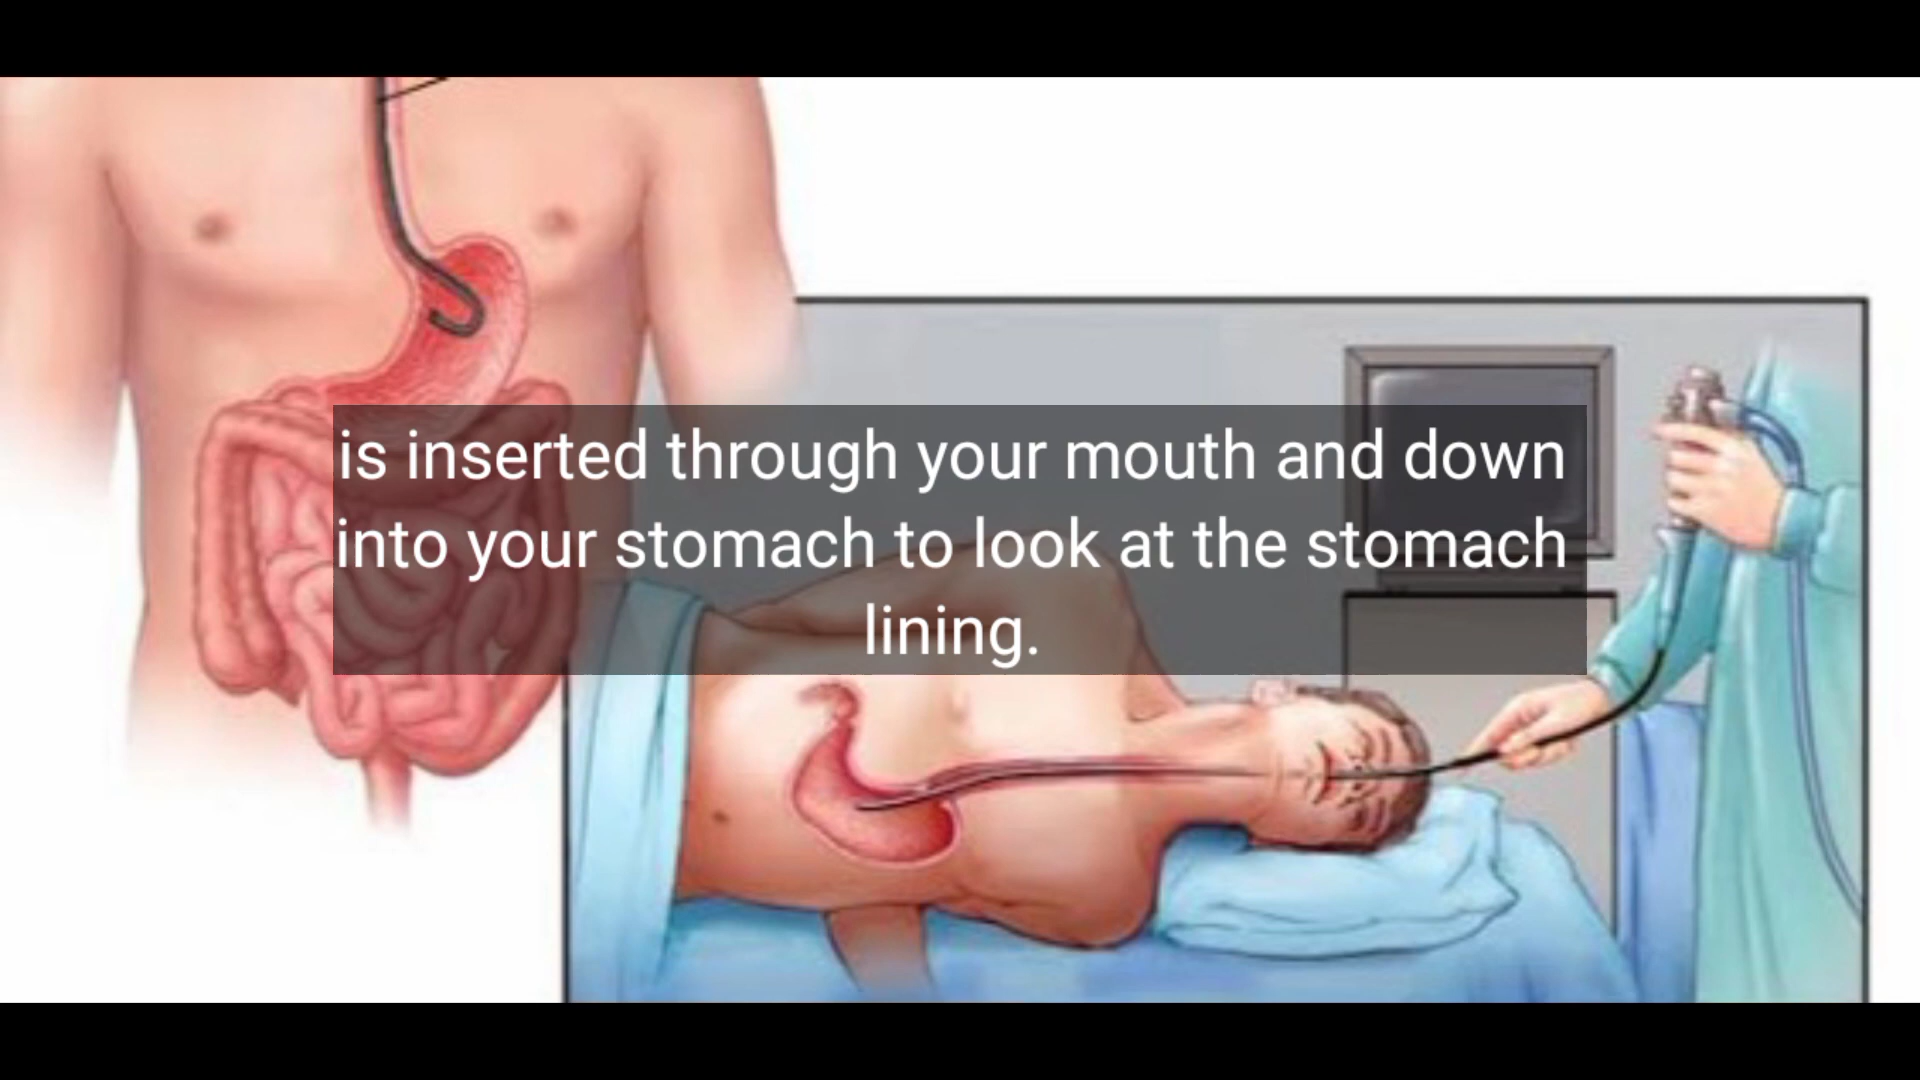 is inserted through your mouth and down
into your stomach to look at the stomach
lining.